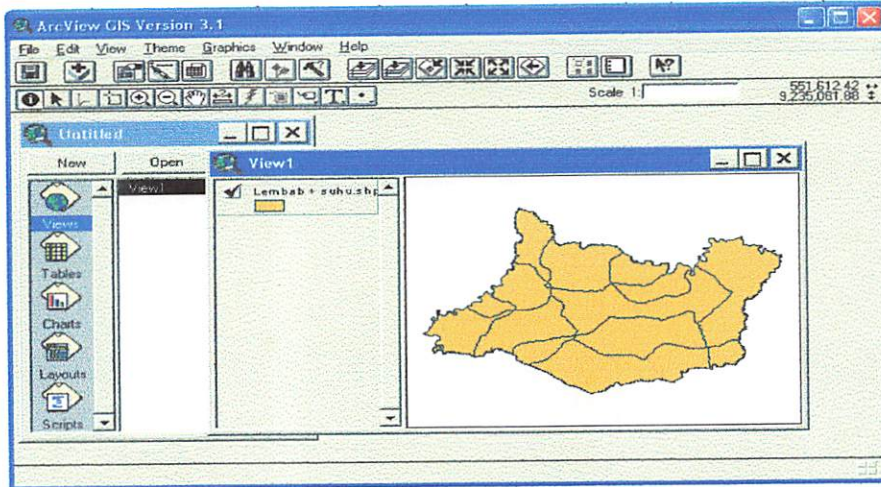 ArcView GIS Version 3.1
File Edit View Theme Graphics Window Help
Scale 1:
551,612.42
9,235,081.88
Untitled
New Open
View1
Views
Tables
Charts
Layouts
Scripts
View1
Lembab + suhu.shp